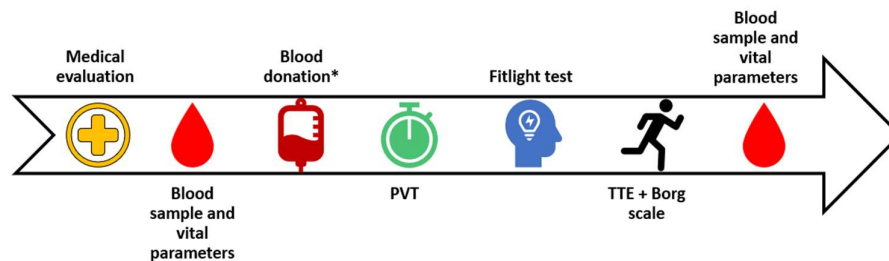 Medical
evaluation
Blood
sample and
vital
parameters
Blood
donation*
PVT
Fitlight test
TTE + Borg
scale
Blood
sample and
vital
parameters